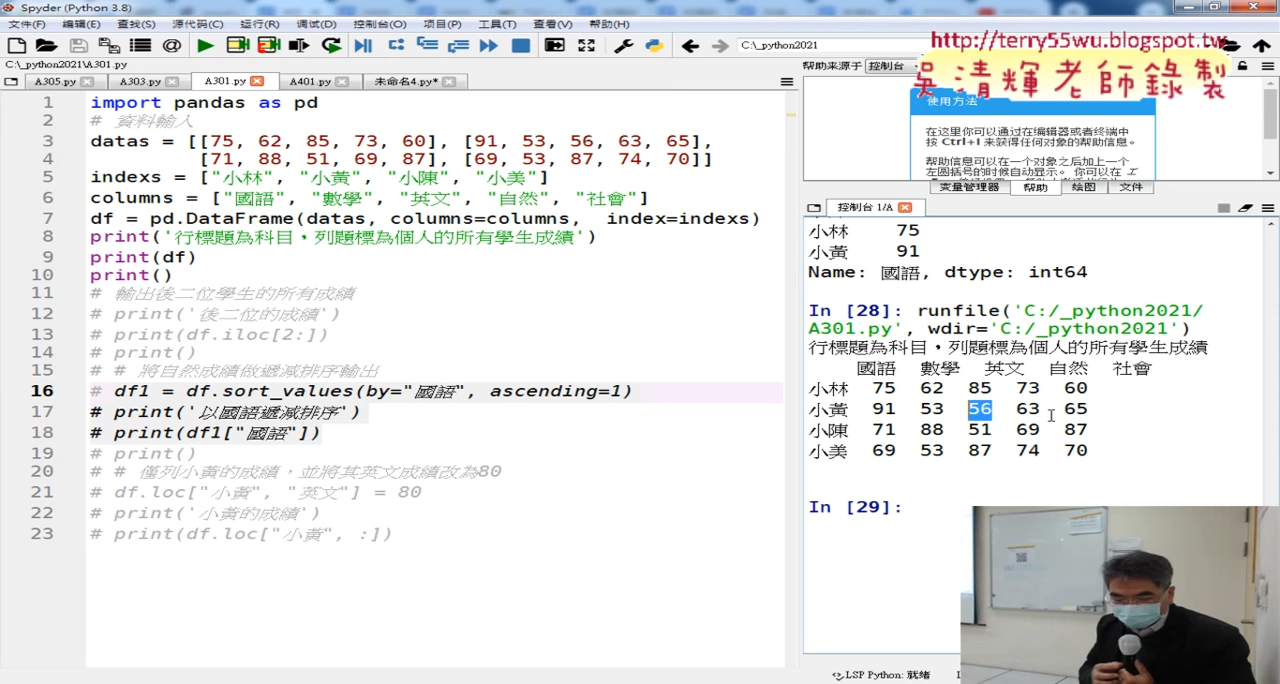 Spyder (Python 3.8)
文件(F) 编辑(E) 查找(S) 源代码(C) 运行(R) 调试(D) 控制台(O) 项目(P) 工具(T) 查看(V) 帮助(H)
C:\_python2021
http://terry55wu.blogspot.tw
C:\_python2021\A301.py
帮助来源于 控制台
吳清輝老師錄製
A305.py A303.py A301.py A401.py 未命名4.py*
使用方法
在这里你可以通过在编辑器或者终端中
按 Ctrl+I 来获得任何对象的帮助信息。
帮助信息可以在一个对象之后加上一个
左圆括号的时候自动显示。 你可以在
变量管理器 帮助 绘图 文件
1 import pandas as pd
2 # 資料輸入
3 datas = [[75, 62, 85, 73, 60], [91, 53, 56, 63, 65],
4 [71, 88, 51, 69, 87], [69, 53, 87, 74, 70]]
5 indexs = ["小林", "小黃", "小陳", "小美"]
6 columns = ["國語", "數學", "英文", "自然", "社會"]
7 df = pd.DataFrame(datas, columns=columns, index=indexs)
8 print('行標題為科目，列題標為個人的所有學生成績')
9 print(df)
10 print()
11 # 輸出後二位學生的所有成績
12 # print('後二位的成績')
13 # print(df.iloc[2:])
14 # print()
15 # # 將自然成績做遞減排序輸出
16 # df1 = df.sort_values(by="國語", ascending=1)
17 # print('以國語遞減排序')
18 # print(df1["國語"])
19 # print()
20 # # 僅列小黃的成績，並將其英文成績改為80
21 # df.loc["小黃", "英文"] = 80
22 # print('小黃的成績')
23 # print(df.loc["小黃", :])
控制台 1/A
小林 75
小黃 91
Name: 國語, dtype: int64
In [28]: runfile('C:/_python2021/
A301.py', wdir='C:/_python2021')
行標題為科目，列題標為個人的所有學生成績
國語 數學 英文 自然 社會
小林 75 62 85 73 60
小黃 91 53 56 63 65
小陳 71 88 51 69 87
小美 69 53 87 74 70
In [29]:
LSP Python: 就绪